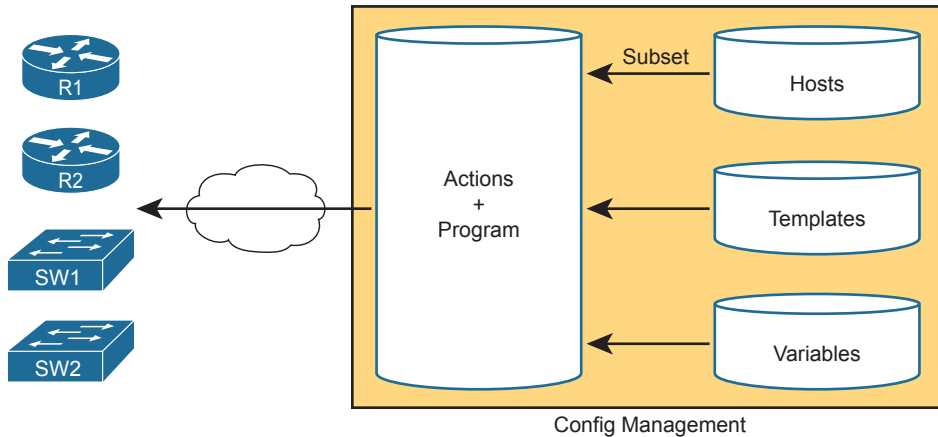 R1
R2
SW1
SW2
Actions
+
Program
Subset
Hosts
Templates
Variables
Config Management